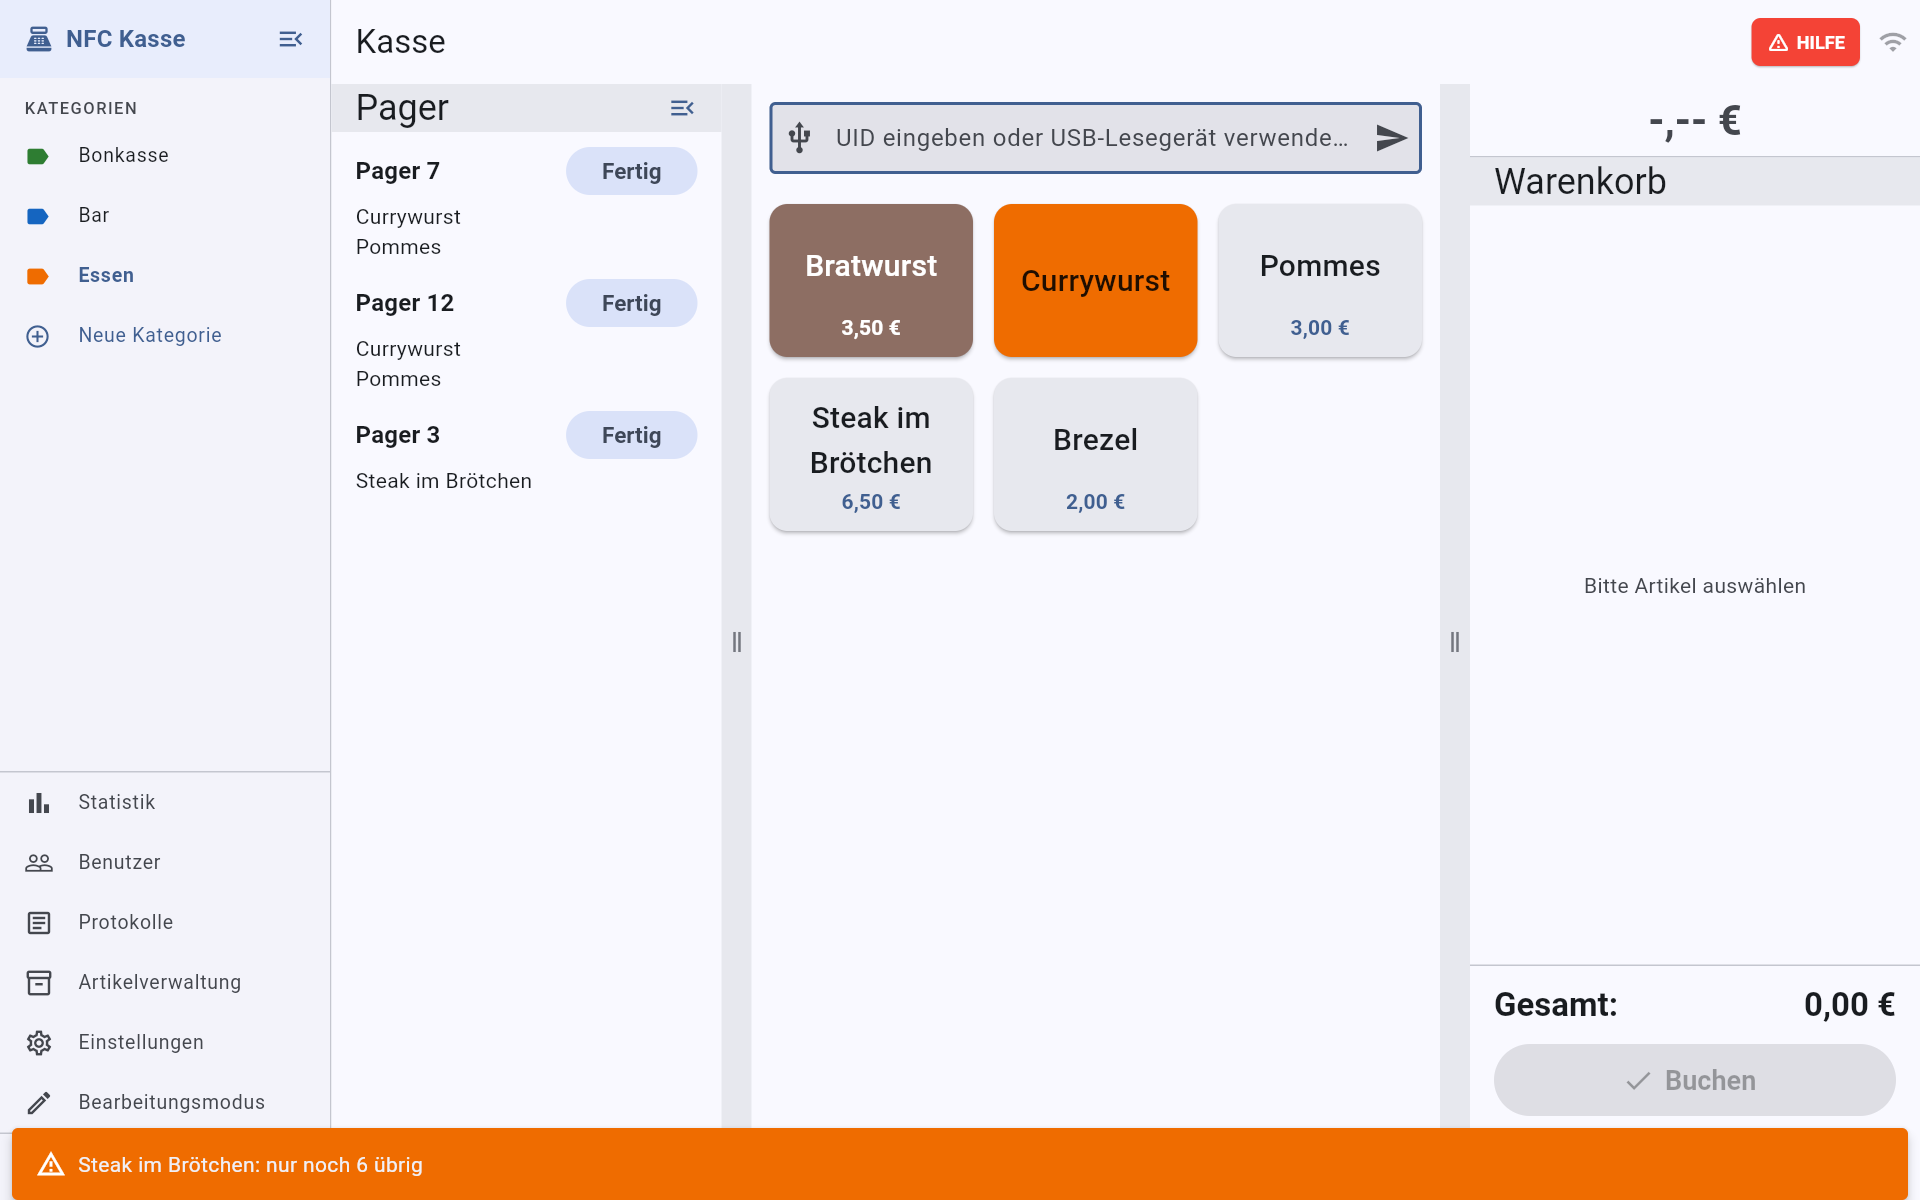 NFC Kasse
KATEGORIEN
Bonkasse
Bar
Essen
Neue Kategorie
Statistik
Benutzer
Protokolle
Artikelverwaltung
Einstellungen
Bearbeitungsmodus
Kasse
HILFE
Pager
Pager 7
Fertig
Currywurst
Pommes
Pager 12
Fertig
Currywurst
Pommes
Pager 3
Fertig
Steak im Brötchen
UID eingeben oder USB-Lesegerät verwende…
Bratwurst
3,50 €
Currywurst
Pommes
3,00 €
Steak im
Brötchen
6,50 €
Brezel
2,00 €
-,-- €
Warenkorb
Bitte Artikel auswählen
Gesamt: 0,00 €
Buchen
Steak im Brötchen: nur noch 6 übrig